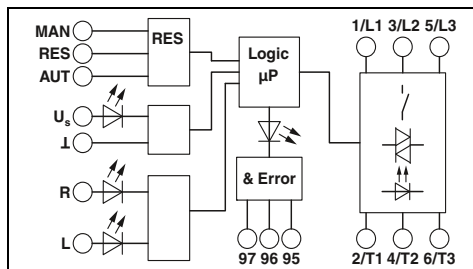 MAN
RES
AUT
RES
Us
⊥
R
L
Logic
µP
& Error
97 96 95
1/L1 3/L2 5/L3
2/T1 4/T2 6/T3